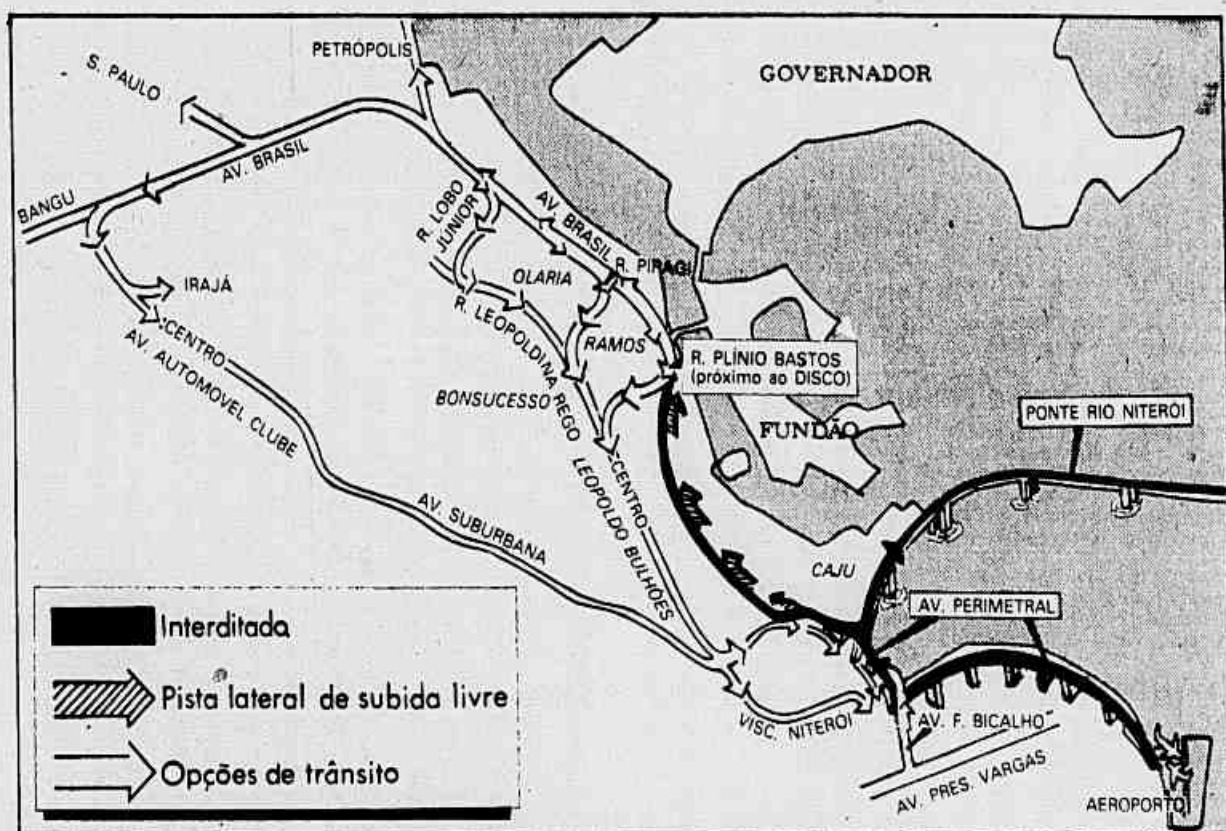 PETRÓPOLIS
GOVERNADOR
S. PAULO
AV. BRASIL
BANGU
R. LOBO
JÚNIOR
AV. BRASIL
R. PIRAGI
OLARIA
IRAJÁ
CENTRO
AV. AUTOMOVEL CLUBE
R. LEOPOLDINA REGO
RAMOS
R. PLÍNIO BASTOS
(próximo ao DISCO)
BONSUCESSO
FUNDÃO
PONTE RIO NITERÓI
CENTRO
LEOPOLDO BULHÕES
AV. SUBURBANA
CAJU
AV. PERIMETRAL
VISC. NITEROI
AV. F. BICALHO
AV. PRES. VARGAS
AEROPORTO
Interditada
Pista lateral de subida livre
Opções de trânsito